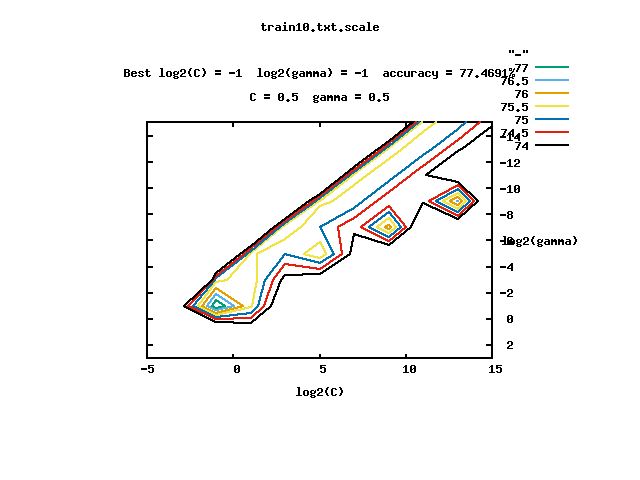 train10.txt.scale
"-"
Best log2(C) = -1  log2(gamma) = -1  accuracy = 77.4691%
77
76.5
C = 0.5  gamma = 0.5
76
75.5
75
74.5
74
-14
-12
-10
-8
-6
log2(gamma)
-4
-2
0
2
-5 0 5 10 15
log2(C)